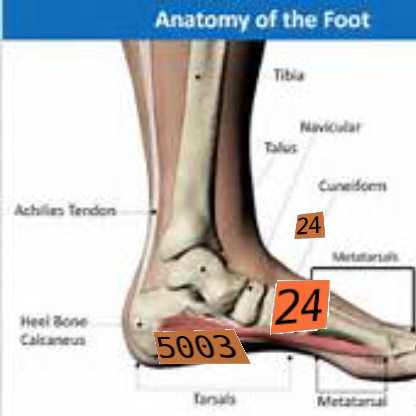 Anatomy of the Foot
Tibia
Navicular
Talus
Cuneiform
Achilles Tendon
24
Metatarsals
24
Heel Bone
Calcaneus
5003
Tarsals
Metatarsal